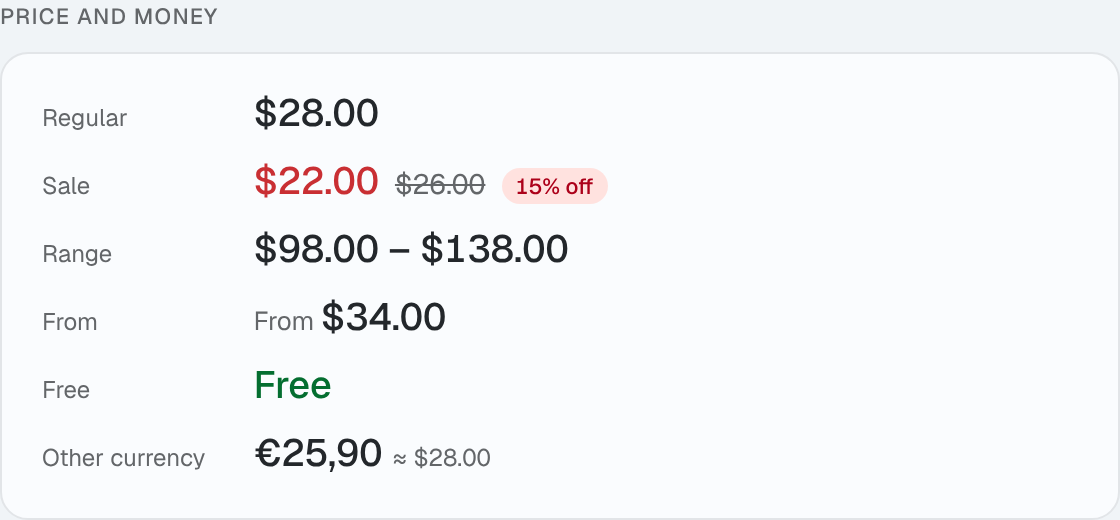 PRICE AND MONEY
Regular $28.00
Sale $22.00 $26.00 15% off
Range $98.00 – $138.00
From From $34.00
Free Free
Other currency €25,90 ≈ $28.00